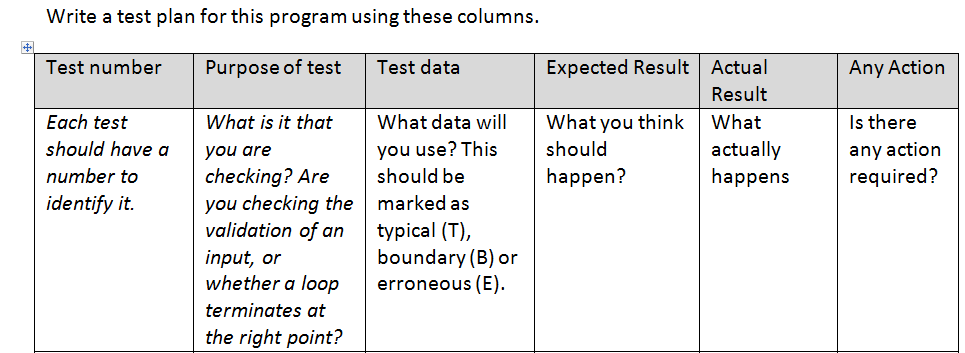 Write a test plan for this program using these columns.
Test number
Purpose of test
Test data
Expected Result
Actual
Result
Any Action
Each test
should have a
number to
identify it.
What is it that
you are
checking? Are
you checking the
validation of an
input, or
whether a loop
terminates at
the right point?
What data will
you use? This
should be
marked as
typical (T),
boundary (B) or
erroneous (E).
What you think
should
happen?
What
actually
happens
Is there
any action
required?